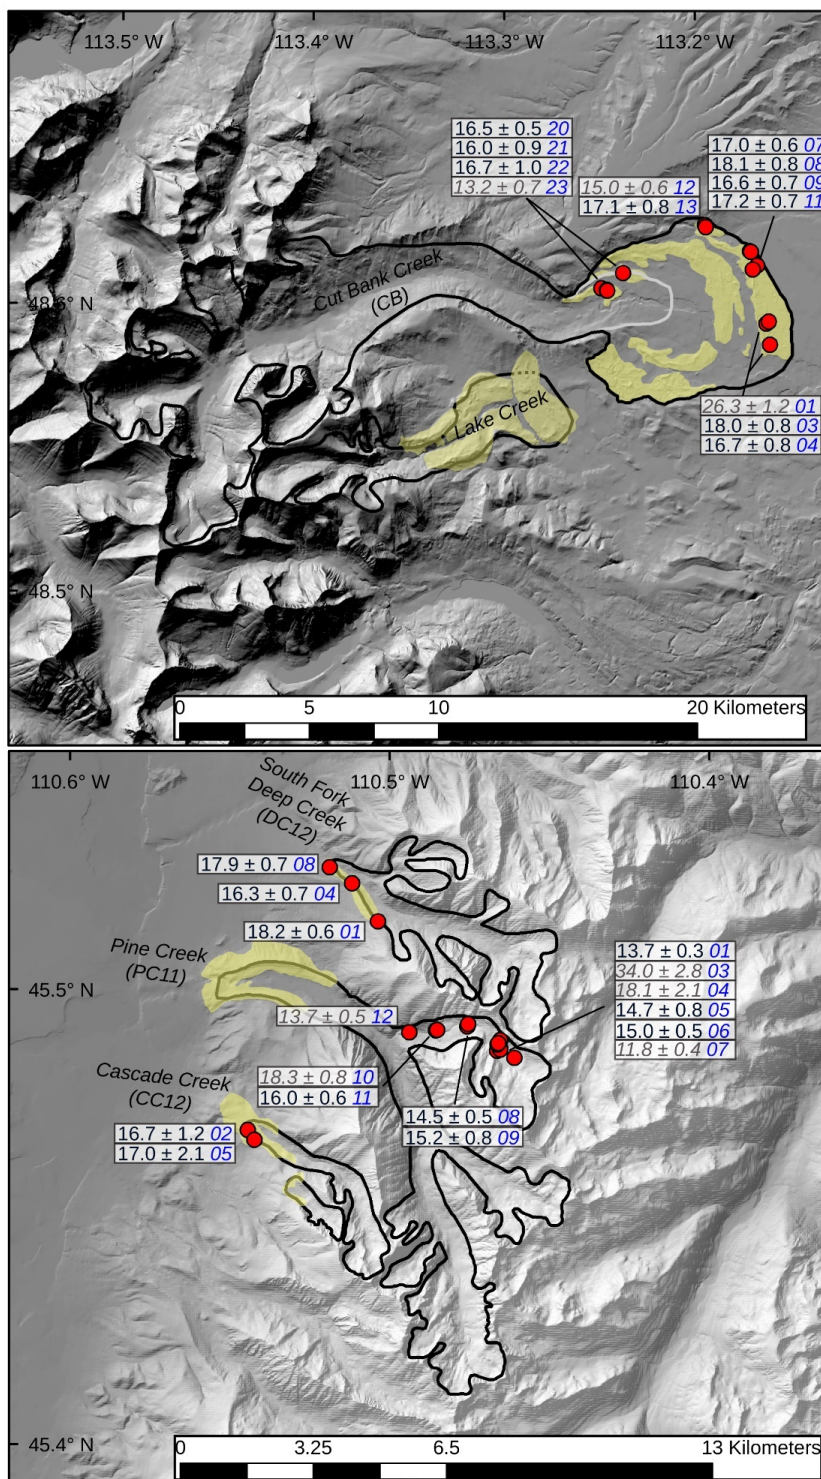 113.5° W
113.4° W
113.3° W
113.2° W
16.5 ± 0.5 20
16.0 ± 0.9 21
16.7 ± 1.0 22
13.2 ± 0.7 23
15.0 ± 0.6 12
17.1 ± 0.8 13
17.0 ± 0.6 07
18.1 ± 0.8 08
16.6 ± 0.7 09
17.2 ± 0.7 11
Cut Bank Creek
(CB)
48.6° N
Lake Creek
26.3 ± 1.2 01
18.0 ± 0.8 03
16.7 ± 0.8 04
48.5° N
0 5 10 20 Kilometers
110.6° W
110.5° W
110.4° W
South Fork
Deep Creek
(DC12)
17.9 ± 0.7 08
16.3 ± 0.7 04
18.2 ± 0.6 01
Pine Creek
(PC11)
45.5° N
13.7 ± 0.3 01
34.0 ± 2.8 03
18.1 ± 2.1 04
14.7 ± 0.8 05
15.0 ± 0.5 06
11.8 ± 0.4 07
13.7 ± 0.5 12
18.3 ± 0.8 10
16.0 ± 0.6 11
Cascade Creek
(CC12)
14.5 ± 0.5 08
15.2 ± 0.8 09
16.7 ± 1.2 02
17.0 ± 2.1 05
45.4° N
0 3.25 6.5 13 Kilometers